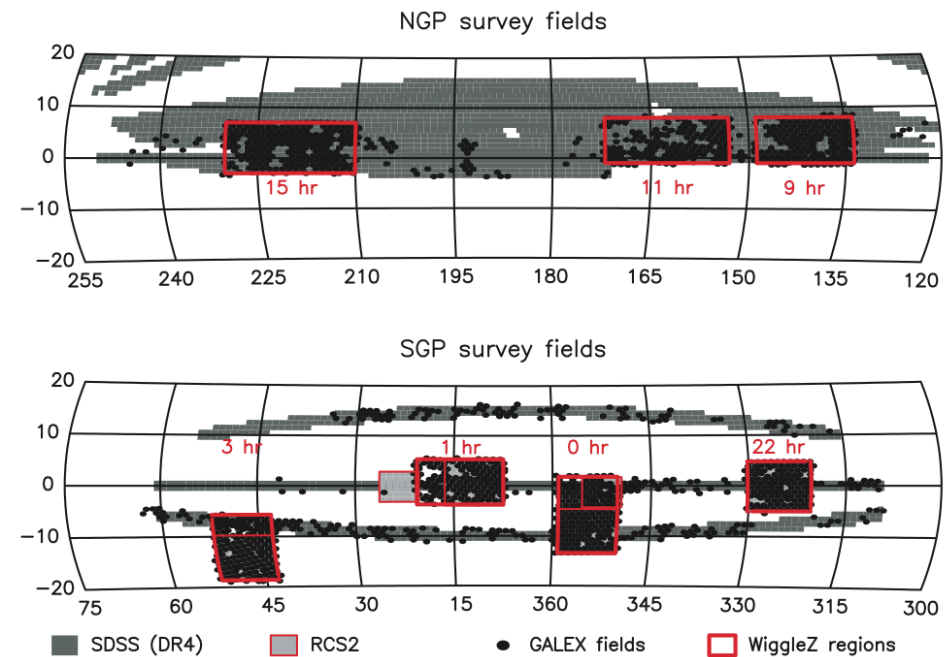 NGP survey fields
20
10
0
−10
−20
15 hr
11 hr
9 hr
255 240 225 210 195 180 165 150 135 120
SGP survey fields
20
10
0
−10
−20
3 hr
1 hr
0 hr
22 hr
75 60 45 30 15 360 345 330 315 300
SDSS (DR4) RCS2 GALEX fields WiggleZ regions